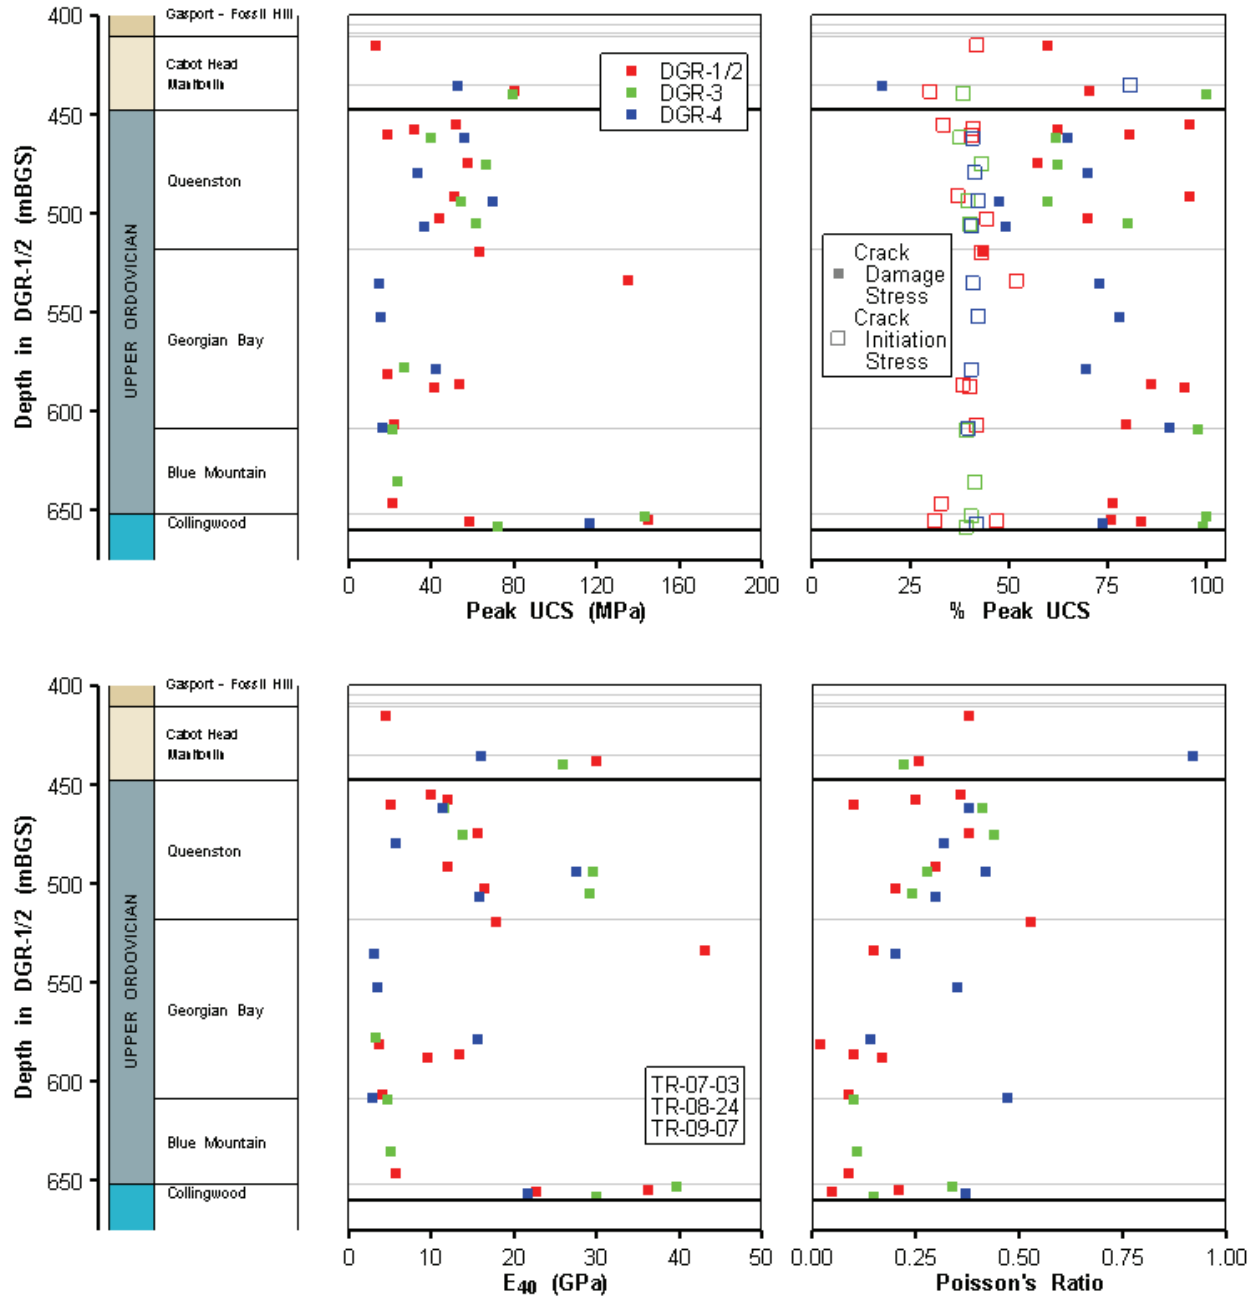 400
450
500
550
600
650
Depth in DGR-1/2 (mBGS)
UPPER ORDOVICIAN
Gasport - Fossil Hill
Cabot Head
Manitoulin
Queenston
Georgian Bay
Blue Mountain
Collingwood
DGR-1/2
DGR-3
DGR-4
0 40 80 120 160 200
Peak UCS (MPa)
Crack
Damage
Stress
Crack
Initiation
Stress
0 25 50 75 100
% Peak UCS
400
450
500
550
600
650
Depth in DGR-1/2 (mBGS)
UPPER ORDOVICIAN
Gasport - Fossil Hill
Cabot Head
Manitoulin
Queenston
Georgian Bay
Blue Mountain
Collingwood
TR-07-03
TR-08-24
TR-09-07
0 10 20 30 40 50
E40 (GPa)
0.00 0.25 0.50 0.75 1.00
Poisson's Ratio